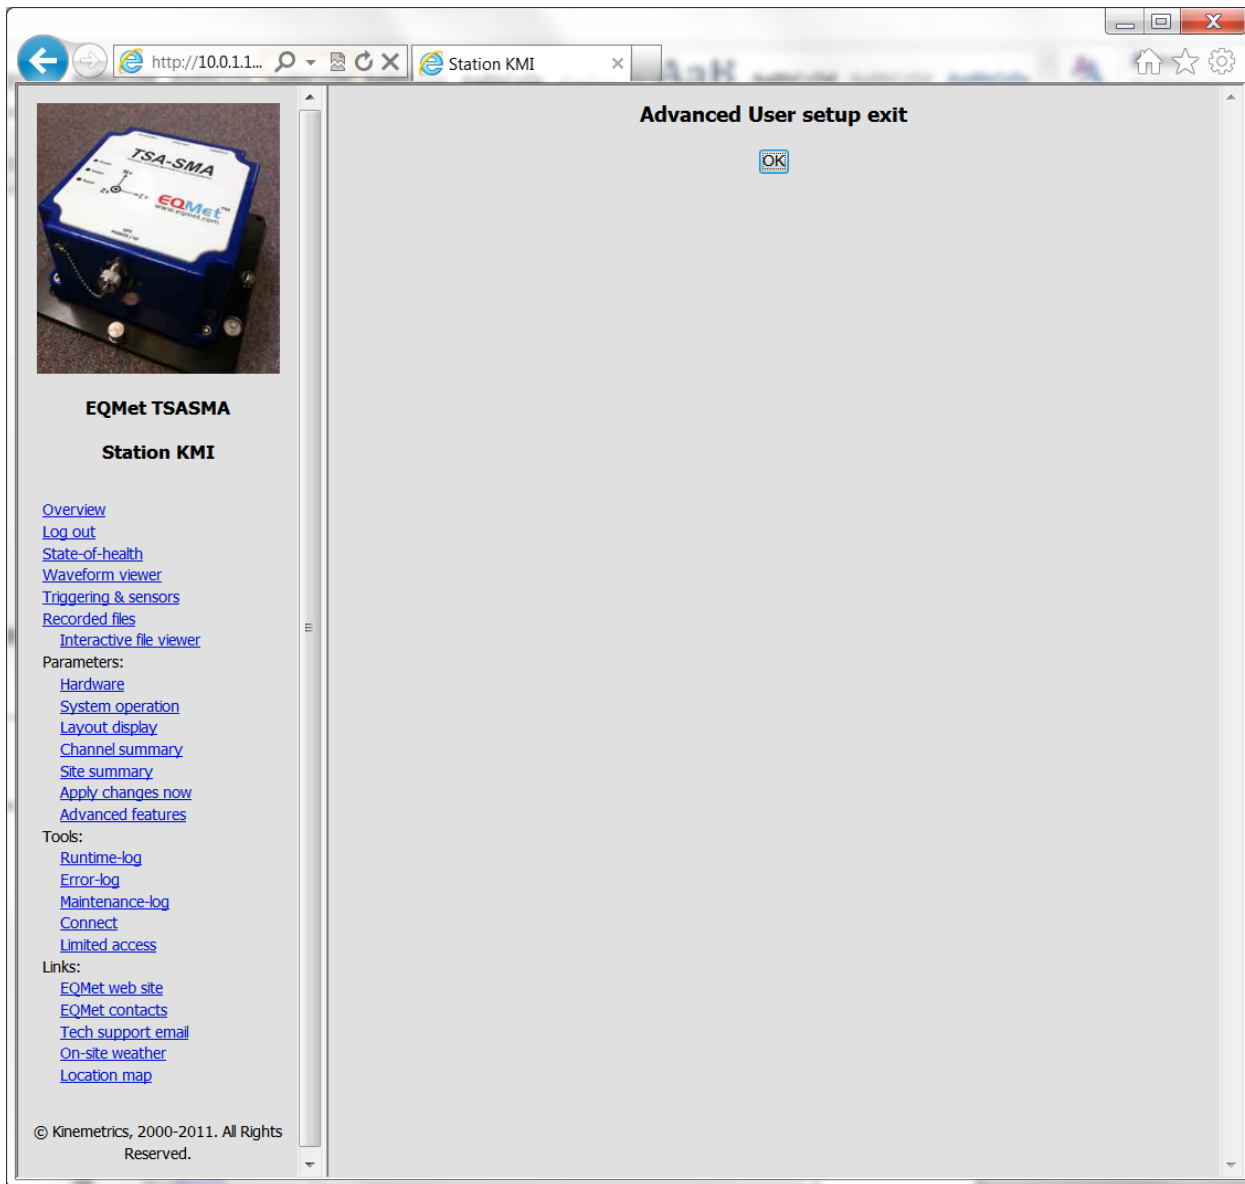 http://10.0.1.1...
Station KMI
TSA-SMA
EQMet™
www.eqmet.com
Advanced User setup exit
OK
EQMet TSASMA
Station KMI
Overview
Log out
State-of-health
Waveform viewer
Triggering & sensors
Recorded files
Interactive file viewer
Parameters:
Hardware
System operation
Layout display
Channel summary
Site summary
Apply changes now
Advanced features
Tools:
Runtime-log
Error-log
Maintenance-log
Connect
Limited access
Links:
EQMet web site
EQMet contacts
Tech support email
On-site weather
Location map
© Kinemetrics, 2000-2011. All Rights
Reserved.